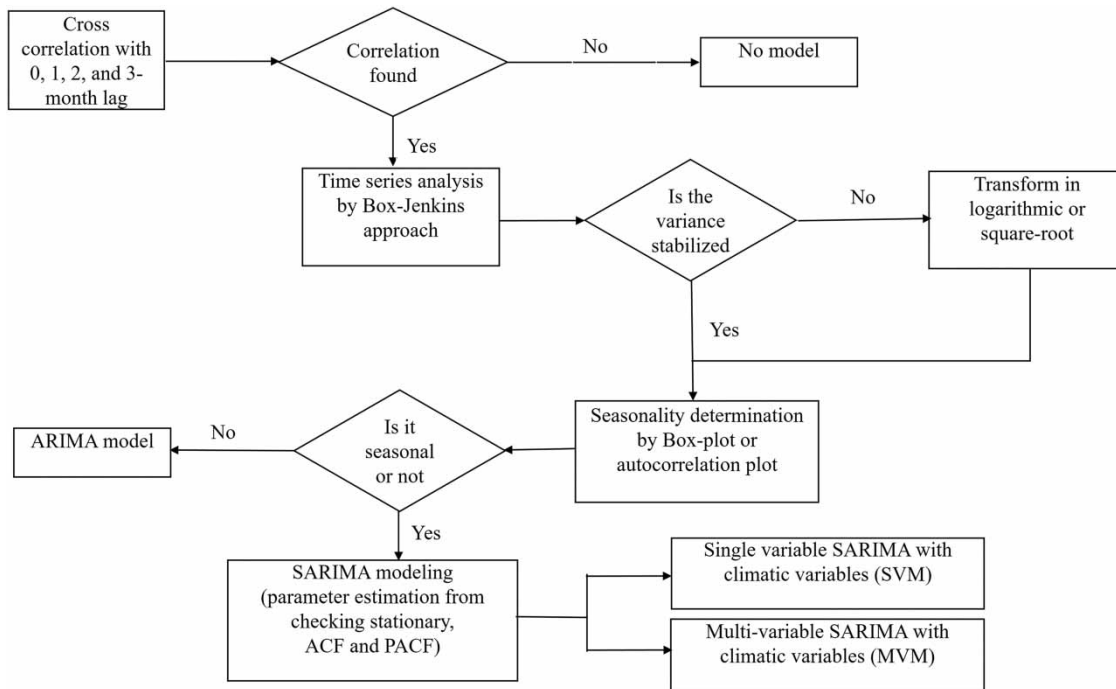 Cross
correlation with
0, 1, 2, and 3-
month lag
Correlation
found
No
No model
Yes
Time series analysis
by Box-Jenkins
approach
Is the
variance
stabilized
No
Transform in
logarithmic or
square-root
Yes
Seasonality determination
by Box-plot or
autocorrelation plot
Is it
seasonal
or not
No
ARIMA model
Yes
SARIMA modeling
(parameter estimation from
checking stationary,
ACF and PACF)
Single variable SARIMA with
climatic variables (SVM)
Multi-variable SARIMA with
climatic variables (MVM)